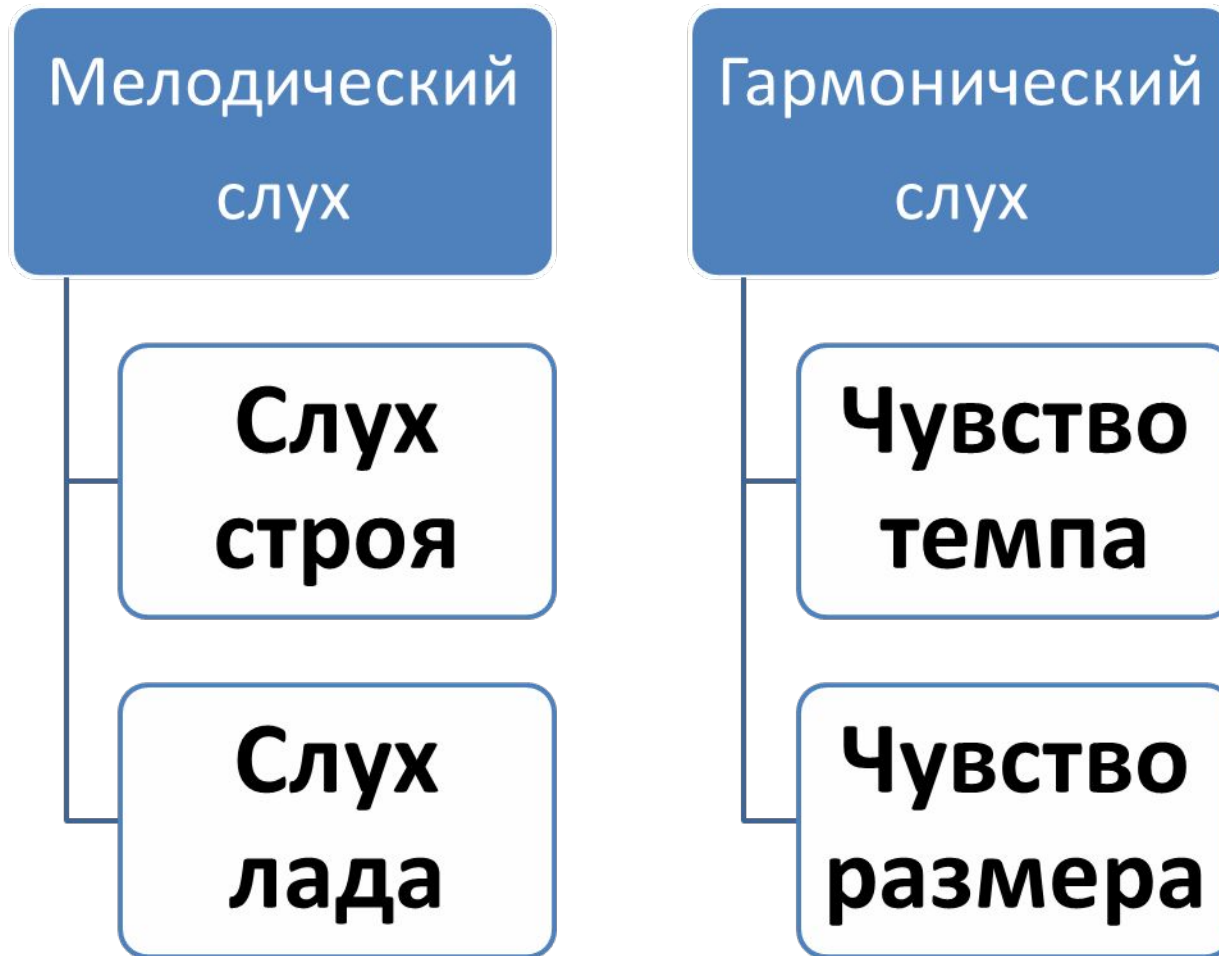 Мелодический
слух
Слух
строя
Слух
лада
Гармонический
слух
Чувство
темпа
Чувство
размера